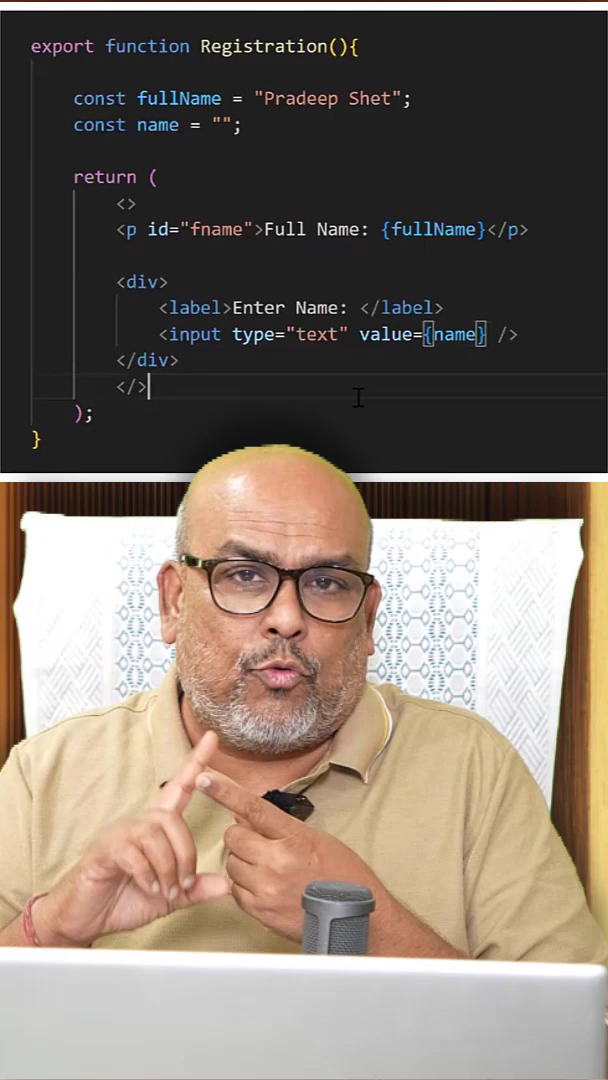 export function Registration(){
const fullName = "Pradeep Shet";
const name = "";
return (
<>
<p id="fname">Full Name: {fullName}</p>
<div>
<label>Enter Name: </label>
<input type="text" value={name} />
</div>
</>
);
}